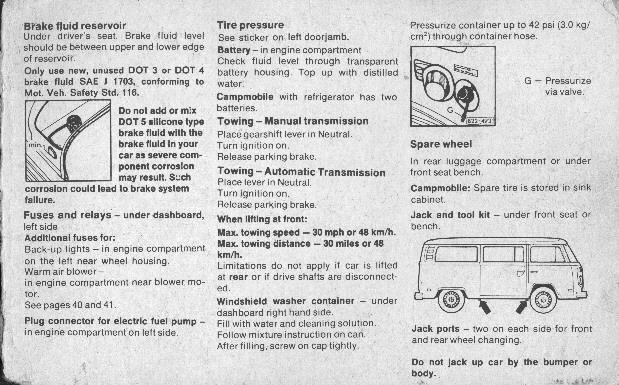 Brake fluid reservoir
Under driver's seat. Brake fluid level
should be between upper and lower edge
of reservoir.
Only use new, unused DOT 3 or DOT 4
brake fluid SAE J 1703, conforming to
Mot. Veh. Safety Std. 116.
min.
Do not add or mix
DOT 5 silicone type
brake fluid with the
brake fluid in your
car as severe com-
ponent corrosion
may result. Such
corrosion could lead to brake system
failure.
Fuses and relays – under dashboard,
left side
Additional fuses for:
Back-up lights – in engine compartment
on the left near wheel housing.
Warm air blower –
in engine compartment near blower mo-
tor.
See pages 40 and 41.
Plug connector for electric fuel pump –
in engine compartment on left side.
Tire pressure
See sticker on left doorjamb.
Battery – in engine compartment
Check fluid level through transparent
battery housing. Top up with distilled
water.
Campmobile with refrigerator has two
batteries.
Towing – Manual transmission
Place gearshift lever in Neutral.
Turn ignition on.
Release parking brake.
Towing – Automatic Transmission
Place lever in Neutral.
Turn ignition on.
Release parking brake.
When lifting at front:
Max. towing speed – 30 mph or 48 km/h.
Max. towing distance – 30 miles or 48
km/h.
Limitations do not apply if car is lifted
at rear or if drive shafts are disconnect-
ed.
Windshield washer container – under
dashboard right hand side.
Fill with water and cleaning solution.
Follow mixture instruction on can.
After filling, screw on cap tightly.
Pressurize container up to 42 psi (3.0 kg/
cm²) through container hose.
G
G – Pressurize
via valve.
Spare wheel
In rear luggage compartment or under
front seat bench.
Campmobile: Spare tire is stored in sink
cabinet.
Jack and tool kit – under front seat or
bench.
Jack ports – two on each side for front
and rear wheel changing.
Do not jack up car by the bumper or
body.